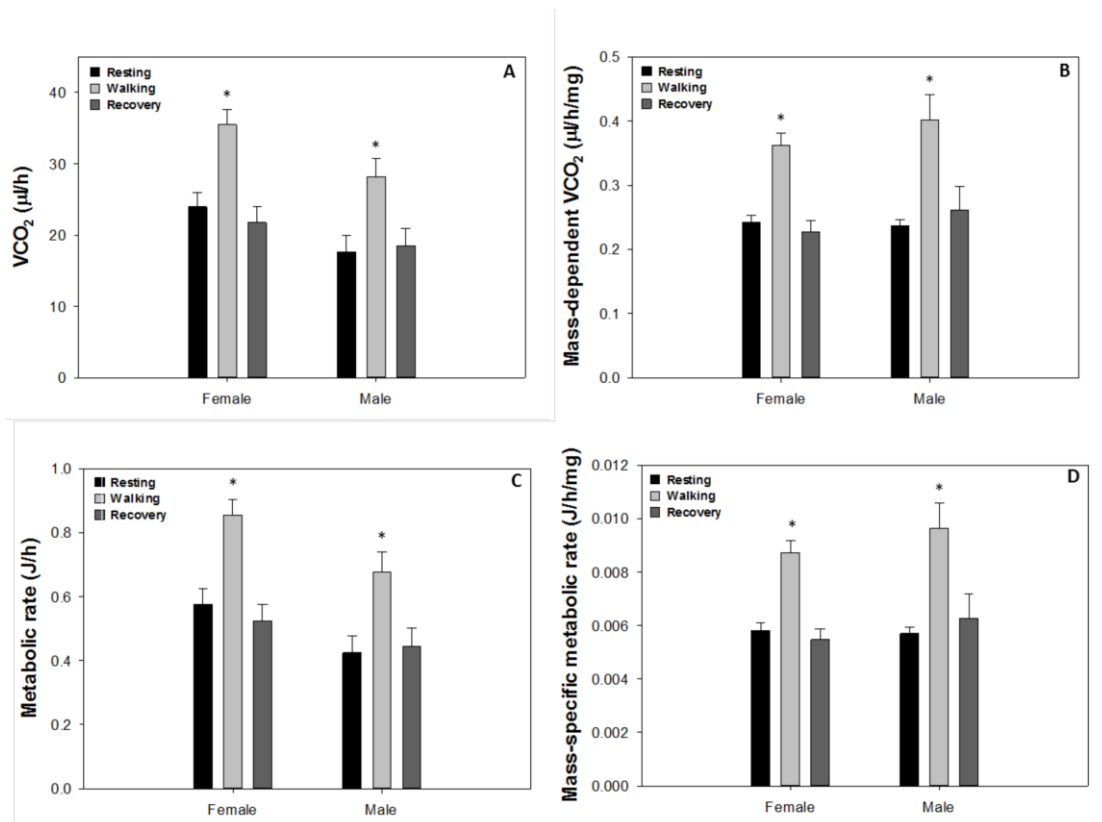 A
Resting
Walking
Recovery
*
*
40
30
20
10
0
VCO₂ (μl/h)
Female
Male
B
Resting
Walking
Recovery
*
*
0.5
0.4
0.3
0.2
0.1
0.0
Mass-dependent VCO₂ (μl/h/mg)
Female
Male
C
Resting
Walking
Recovery
*
*
1.0
0.8
0.6
0.4
0.2
0.0
Metabolic rate (J/h)
Female
Male
D
Resting
Walking
Recovery
*
*
0.012
0.010
0.008
0.006
0.004
0.002
0.000
Mass-specific metabolic rate (J/h/mg)
Female
Male